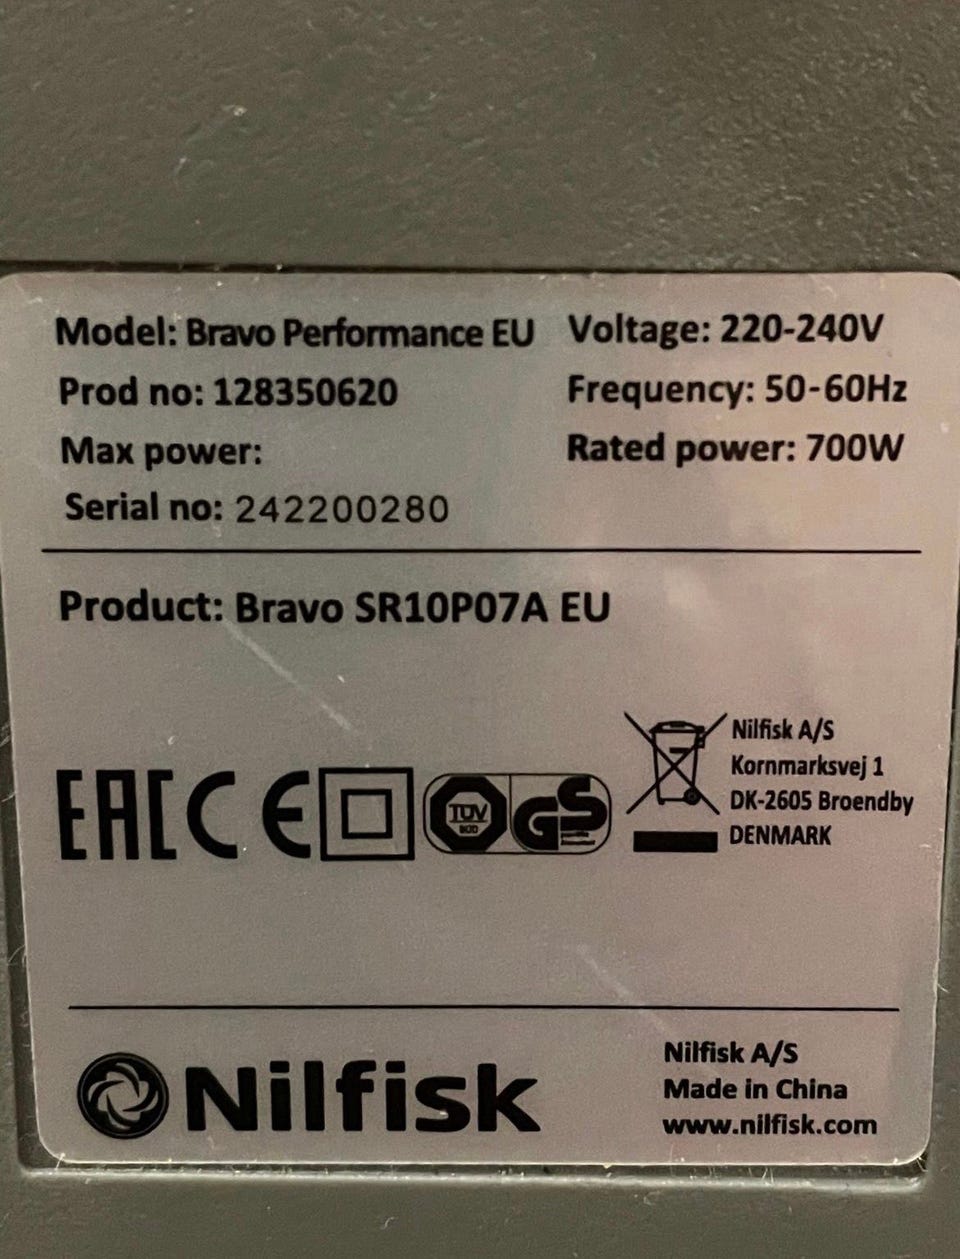 Model: Bravo Performance EU
Prod no: 128350620
Max power:
Serial no: 242200280
Voltage: 220-240V
Frequency: 50-60Hz
Rated power: 700W
Product: Bravo SR10P07A EU
EAC CE
TÜV
GS
Nilfisk A/S
Kornmarksvej 1
DK-2605 Broendby
DENMARK
Nilfisk
Nilfisk A/S
Made in China
www.nilfisk.com